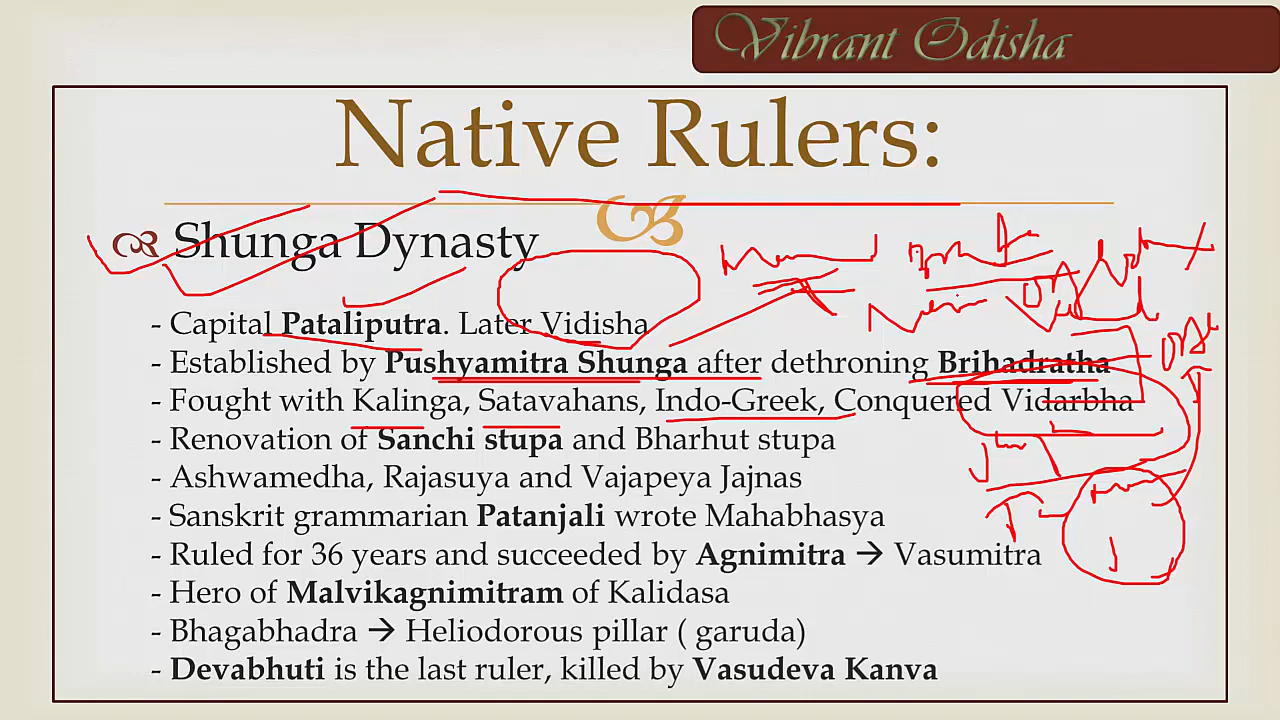 Vibrant Odisha
Native Rulers:
Shunga Dynasty
- Capital Pataliputra. Later Vidisha
- Established by Pushyamitra Shunga after dethroning Brihadratha
- Fought with Kalinga, Satavahans, Indo-Greek, Conquered Vidarbha
- Renovation of Sanchi stupa and Bharhut stupa
- Ashwamedha, Rajasuya and Vajapeya Jajnas
- Sanskrit grammarian Patanjali wrote Mahabhasya
- Ruled for 36 years and succeeded by Agnimitra → Vasumitra
- Hero of Malvikagnimitram of Kalidasa
- Bhagabhadra → Heliodorous pillar ( garuda)
- Devabhuti is the last ruler, killed by Vasudeva Kanva